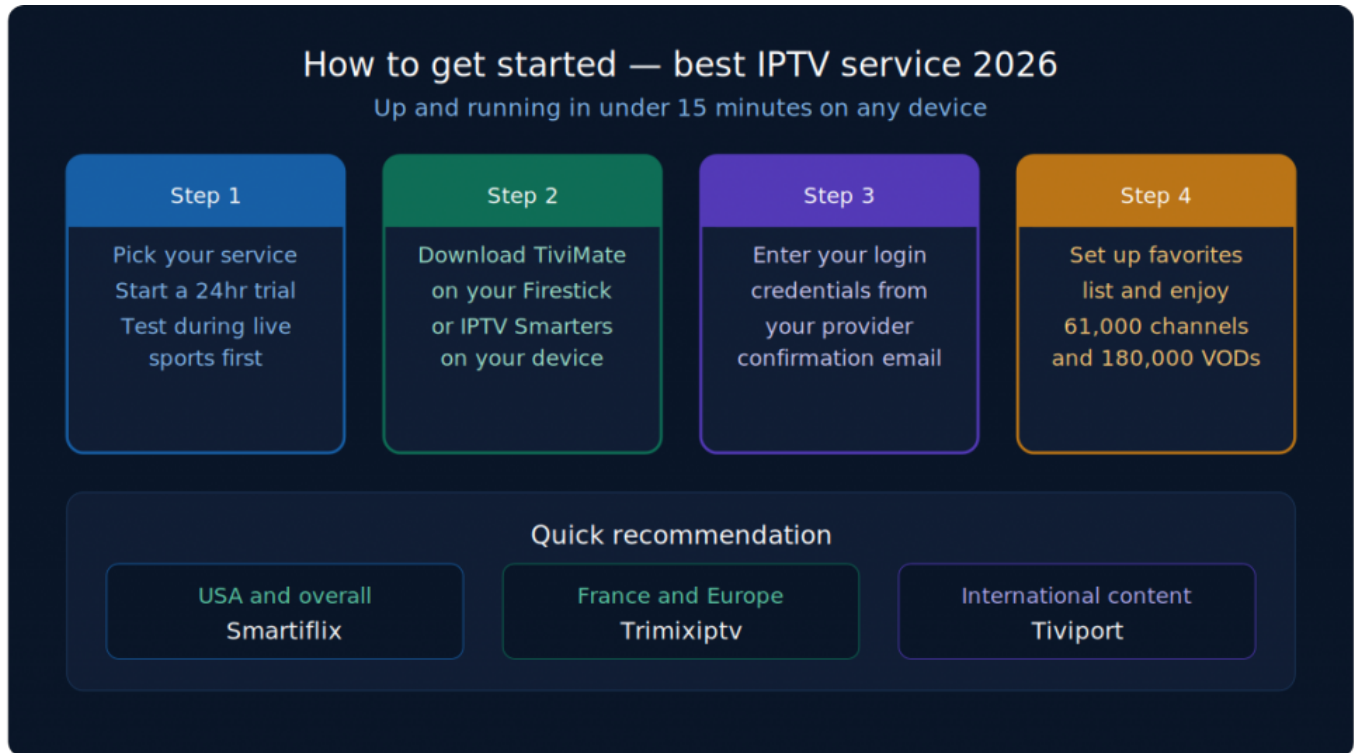 How to get started — best IPTV service 2026
Up and running in under 15 minutes on any device
Step 1
Pick your service
Start a 24hr trial
Test during live
sports first
Step 2
Download TiviMate
on your Firestick
or IPTV Smarters
on your device
Step 3
Enter your login
credentials from
your provider
confirmation email
Step 4
Set up favorites
list and enjoy
61,000 channels
and 180,000 VODs
Quick recommendation
USA and overall
Smartiflix
France and Europe
Trimixiptv
International content
Tiviport